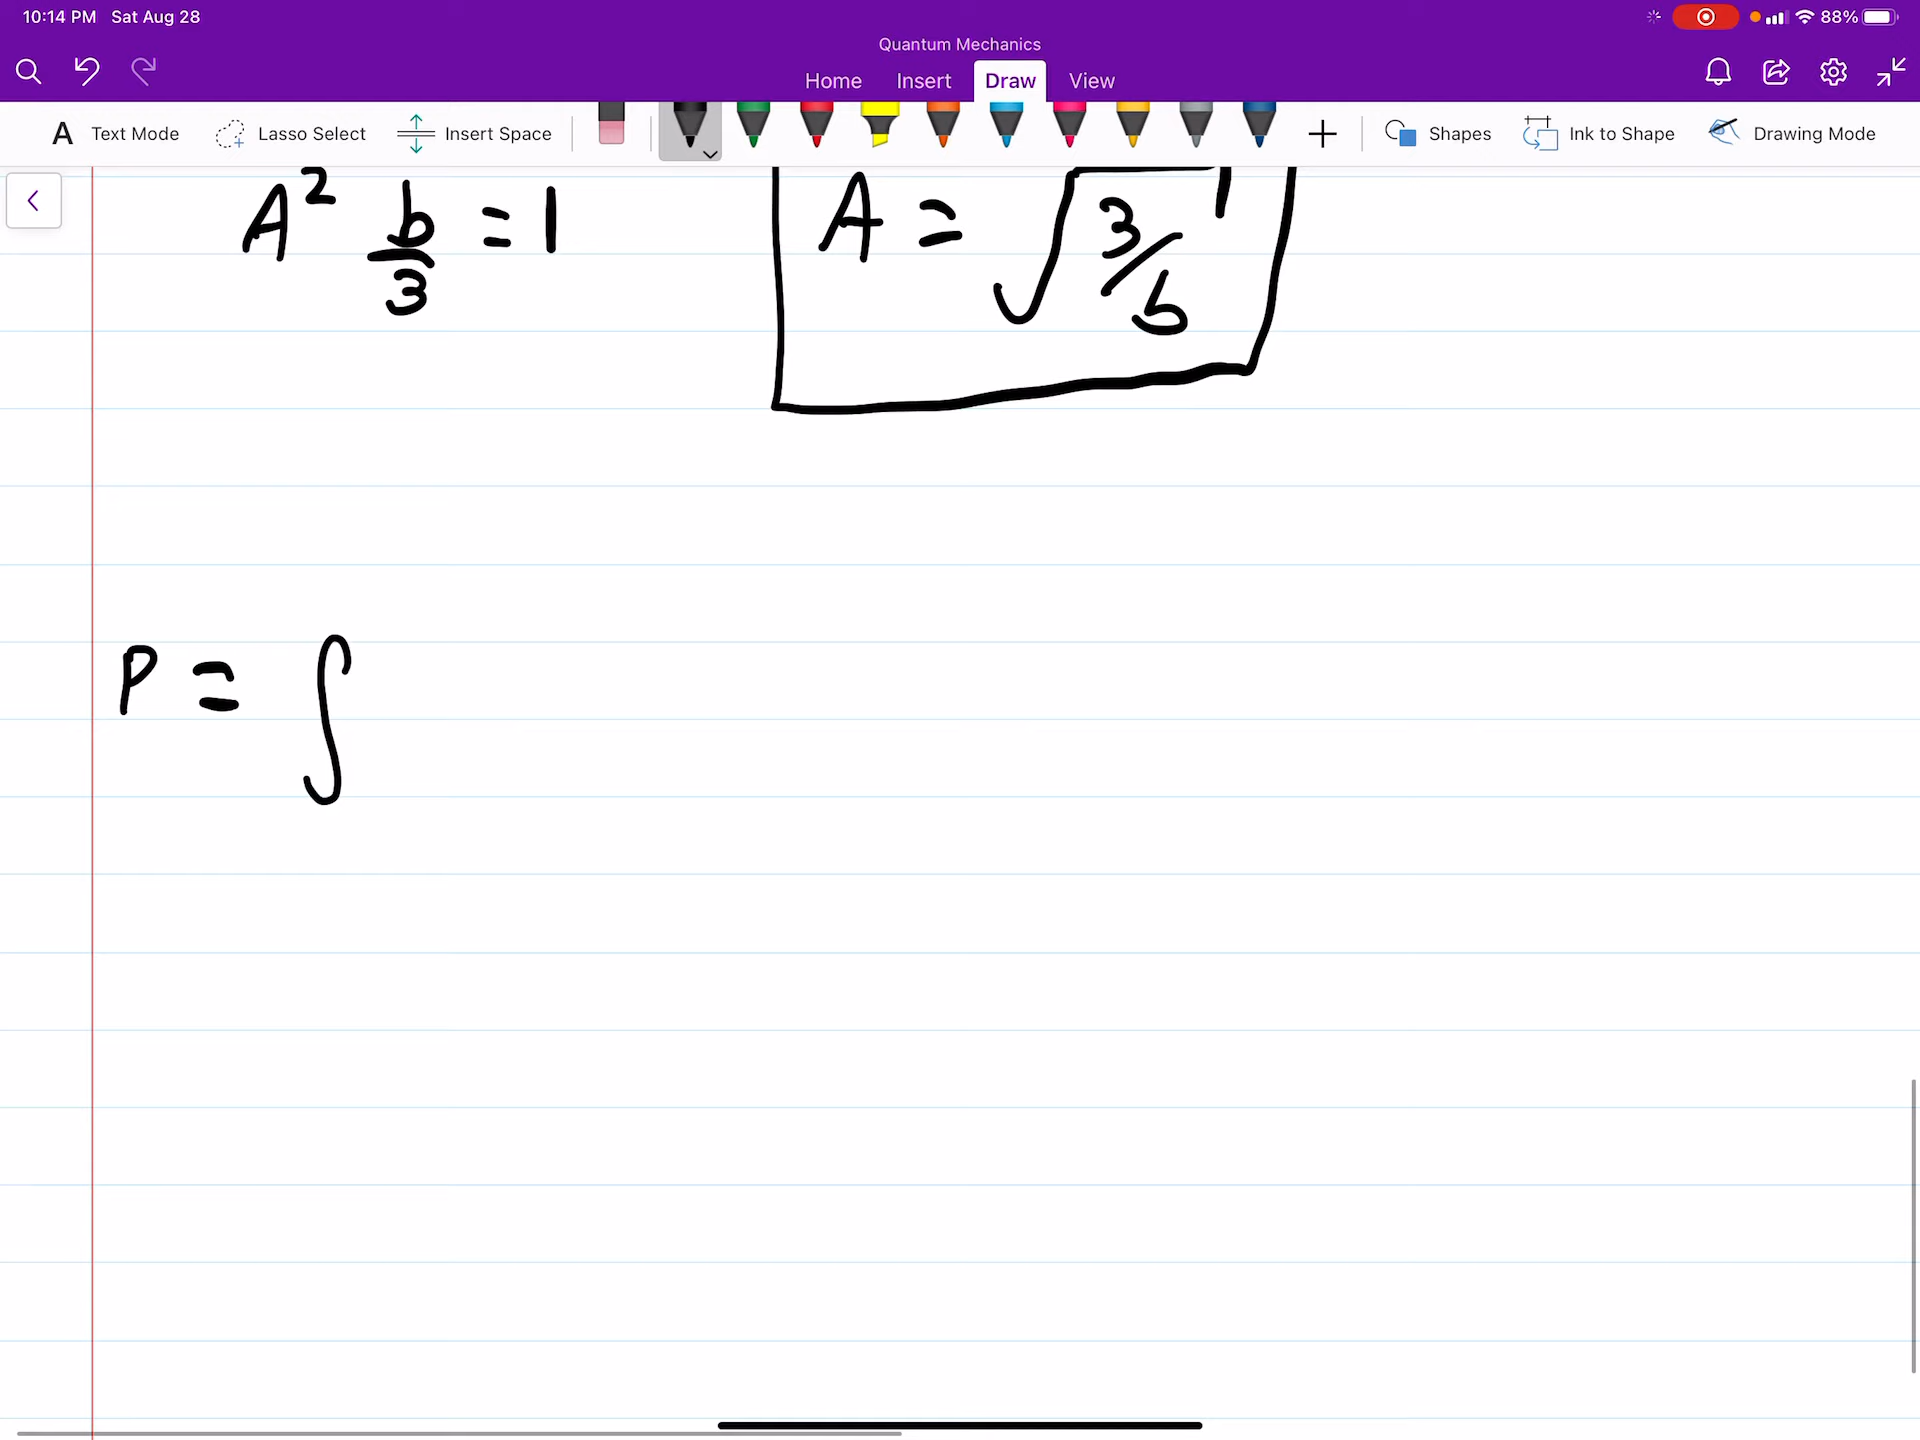 10:14 PM Sat Aug 28 88%
Quantum Mechanics
Home Insert Draw View
A Text Mode Lasso Select Insert Space + Shapes Ink to Shape Drawing Mode
A² b/3 = 1 A = √(3/b)
P = ∫